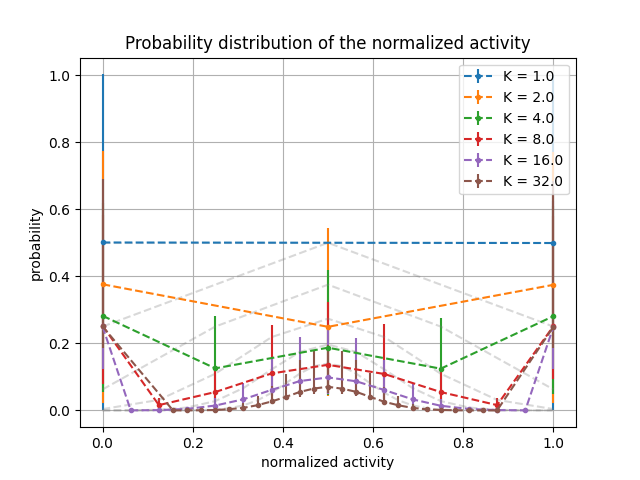 Probability distribution of the normalized activity
1.0
0.8
0.6
0.4
0.2
0.0
probability
K = 1.0
K = 2.0
K = 4.0
K = 8.0
K = 16.0
K = 32.0
0.0 0.2 0.4 0.6 0.8 1.0
normalized activity